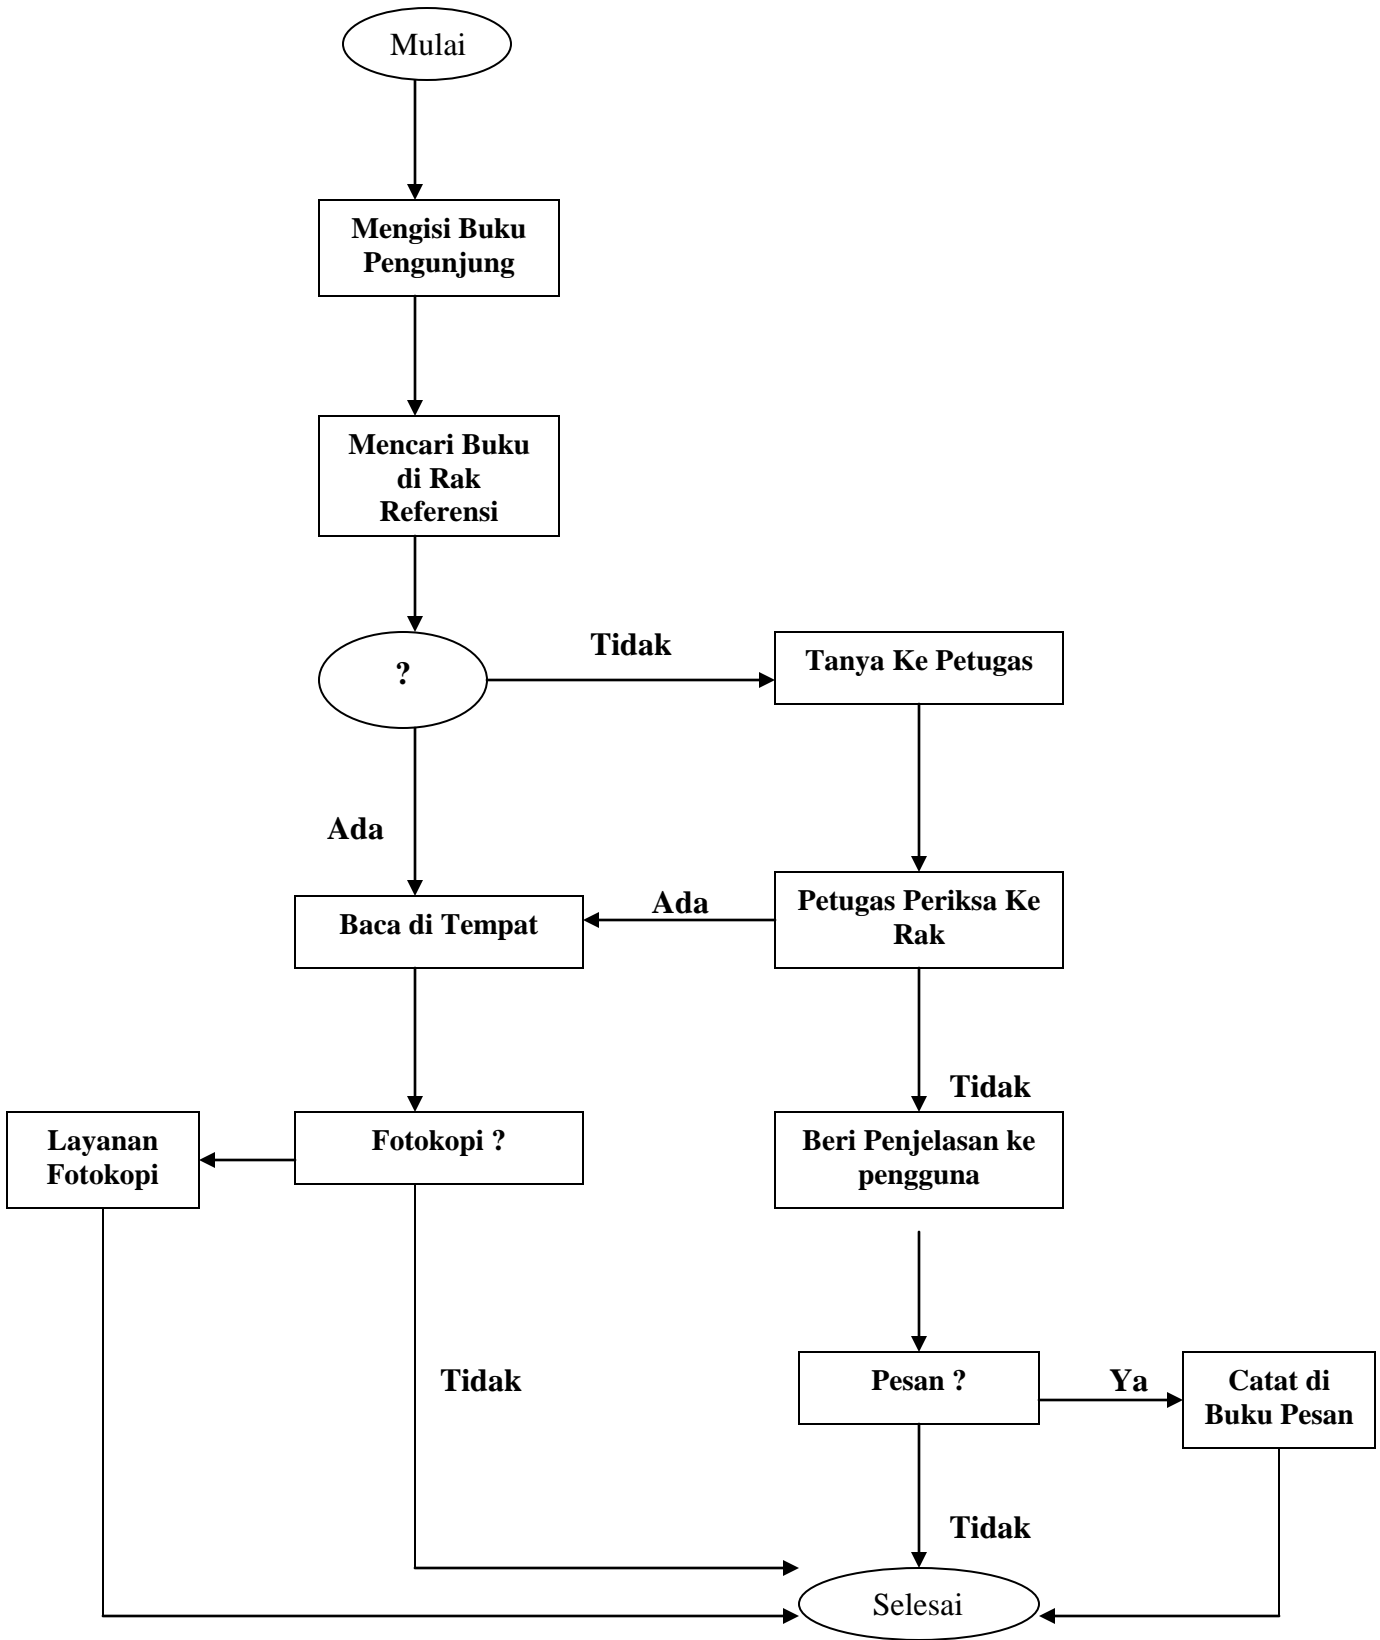 Mulai
Mengisi Buku
Pengunjung
Mencari Buku
di Rak
Referensi
?
Tidak
Tanya Ke Petugas
Ada
Baca di Tempat
Ada
Petugas Periksa Ke
Rak
Tidak
Layanan
Fotokopi
Fotokopi ?
Beri Penjelasan ke
pengguna
Tidak
Pesan ?
Ya
Catat di
Buku Pesan
Tidak
Selesai